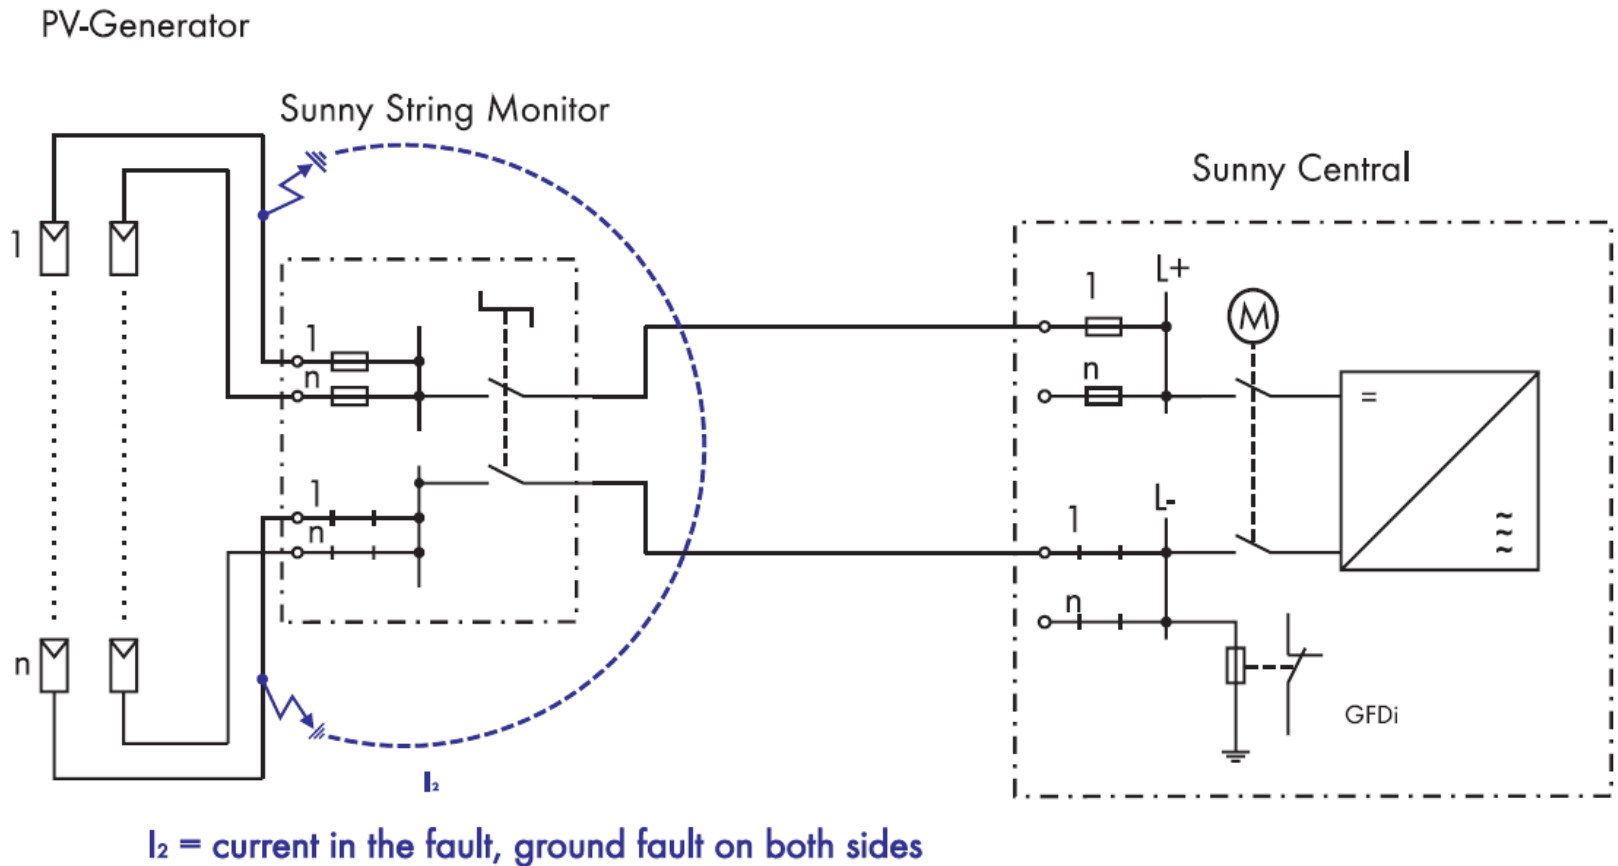 PV-Generator
Sunny String Monitor
Sunny Central
1
1
n
1
n
n
1
n
L+
M
=
~
~
~
1
L-
n
GFDi
I₂
I₂ = current in the fault, ground fault on both sides